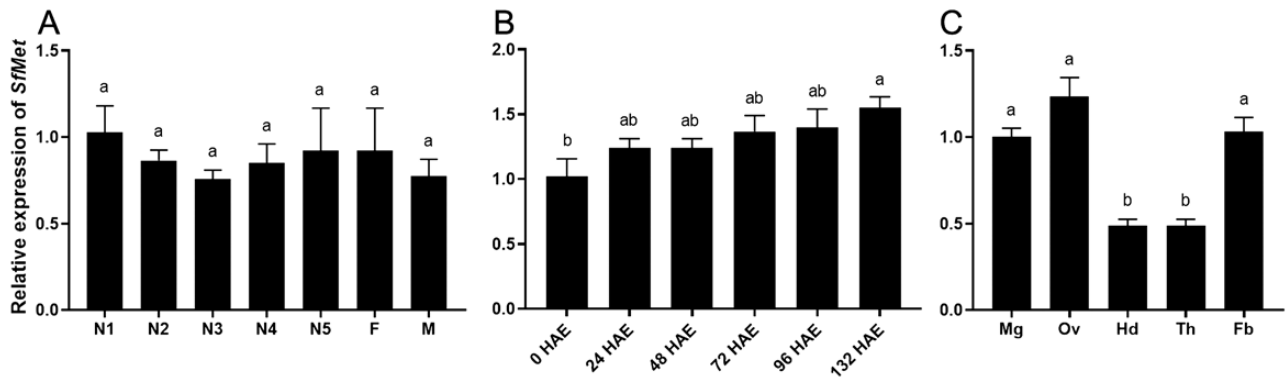 A
Relative expression of SfMet
1.5
1.0
0.5
0.0
a
a
a
a
a
a
a
N1
N2
N3
N4
N5
F
M
B
2.0
1.5
1.0
0.5
0.0
b
ab
ab
ab
ab
a
0 HAE
24 HAE
48 HAE
72 HAE
96 HAE
132 HAE
C
1.5
1.0
0.5
0.0
a
a
b
b
a
Mg
Ov
Hd
Th
Fb